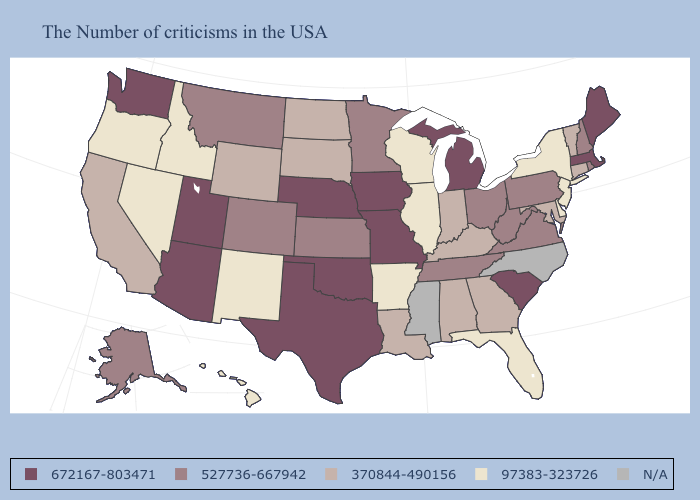 The Number of criticisms in the USA
672167-803471 527736-667942 370844-490156 97383-323726 N/A